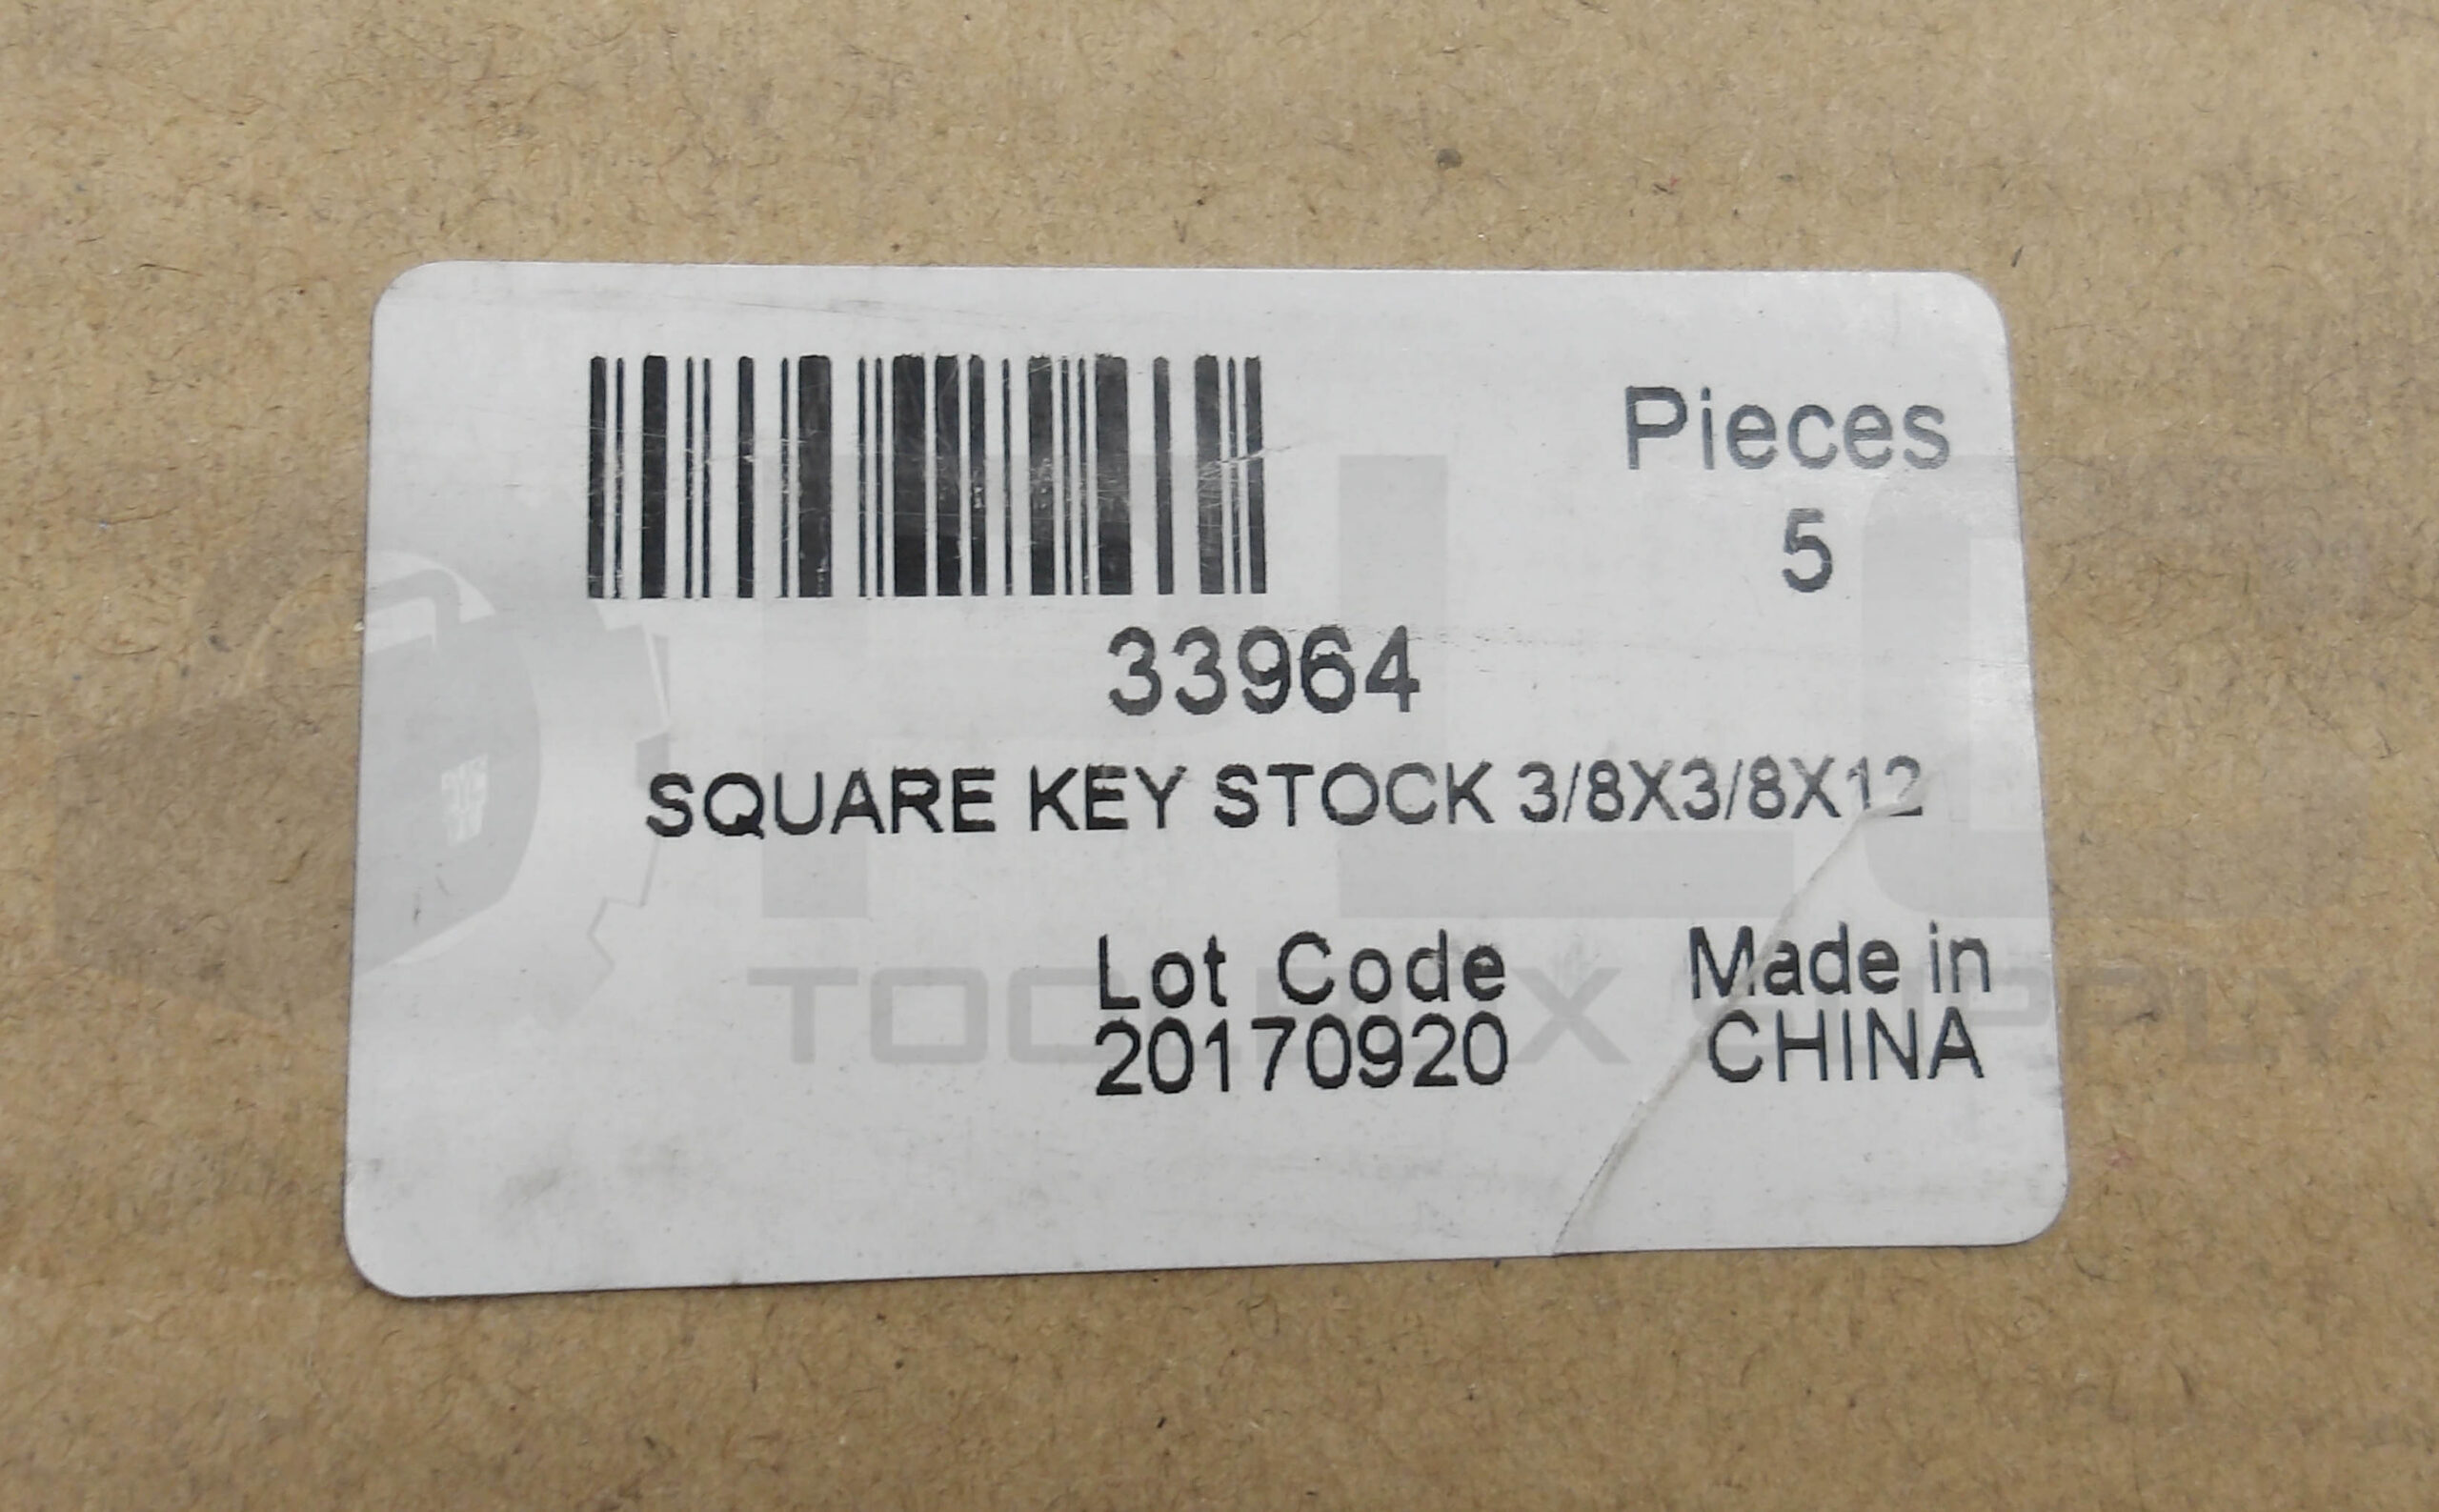 Pieces
5
33964
SQUARE KEY STOCK 3/8X3/8X12
Lot Code
20170920
Made in
CHINA